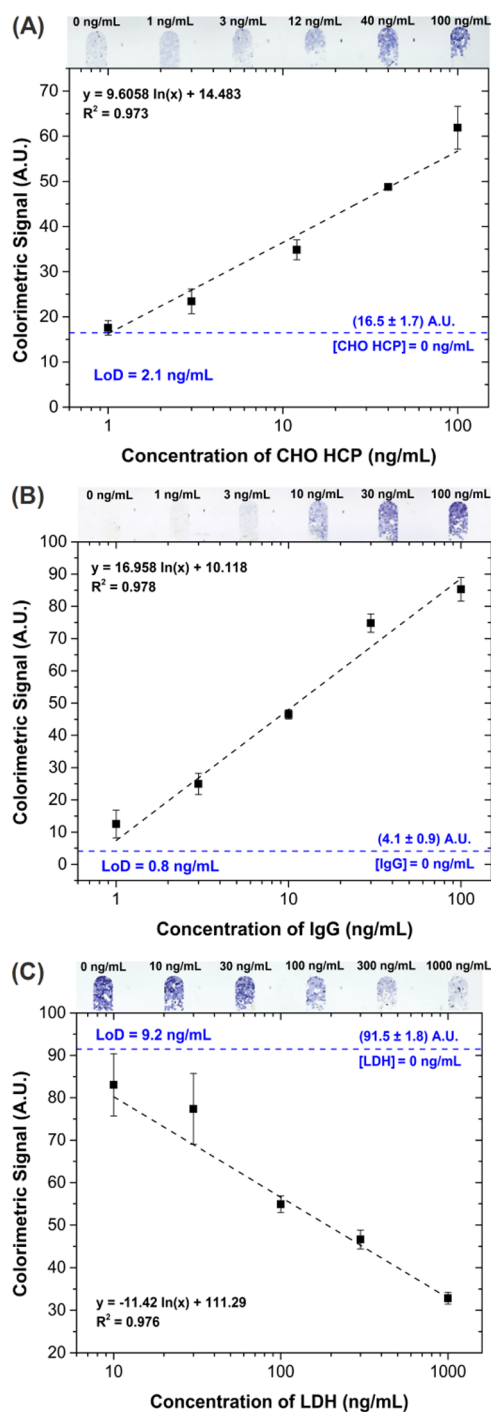 (A)
0 ng/mL 1 ng/mL 3 ng/mL 12 ng/mL 40 ng/mL 100 ng/mL
y = 9.6058 ln(x) + 14.483
R² = 0.973
70
60
50
40
30
20
10
0
Colorimetric Signal (A.U.)
(16.5 ± 1.7) A.U.
[CHO HCP] = 0 ng/mL
LoD = 2.1 ng/mL
1 10 100
Concentration of CHO HCP (ng/mL)
(B)
0 ng/mL 1 ng/mL 3 ng/mL 10 ng/mL 30 ng/mL 100 ng/mL
y = 16.958 ln(x) + 10.118
R² = 0.978
100
90
80
70
60
50
40
30
20
10
0
Colorimetric Signal (A.U.)
(4.1 ± 0.9) A.U.
LoD = 0.8 ng/mL [IgG] = 0 ng/mL
1 10 100
Concentration of IgG (ng/mL)
(C)
0 ng/mL 10 ng/mL 30 ng/mL 100 ng/mL 300 ng/mL 1000 ng/mL
LoD = 9.2 ng/mL (91.5 ± 1.8) A.U.
[LDH] = 0 ng/mL
100
90
80
70
60
50
40
30
20
Colorimetric Signal (A.U.)
y = -11.42 ln(x) + 111.29
R² = 0.976
10 100 1000
Concentration of LDH (ng/mL)